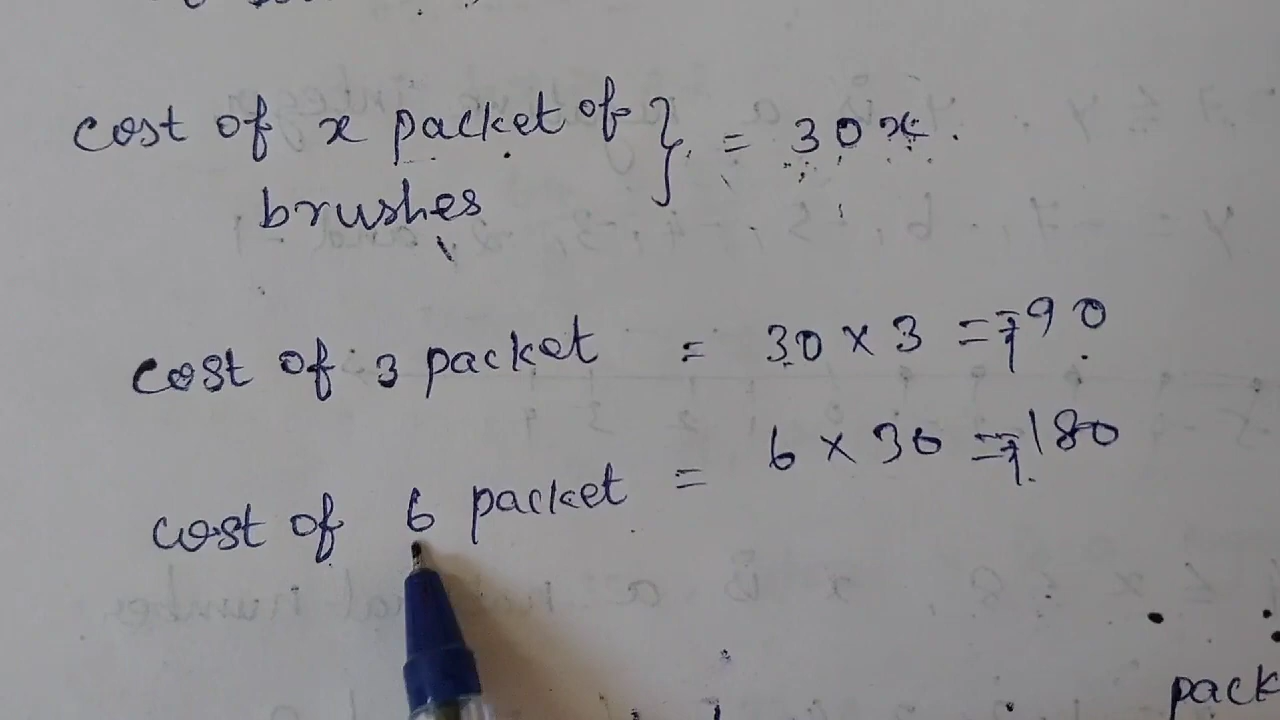 cost of x packet of } = 30x.
brushes
cost of 3 packet = 30 × 3 = ₹90
cost of 6 packet = 6 × 30 = ₹180
pack